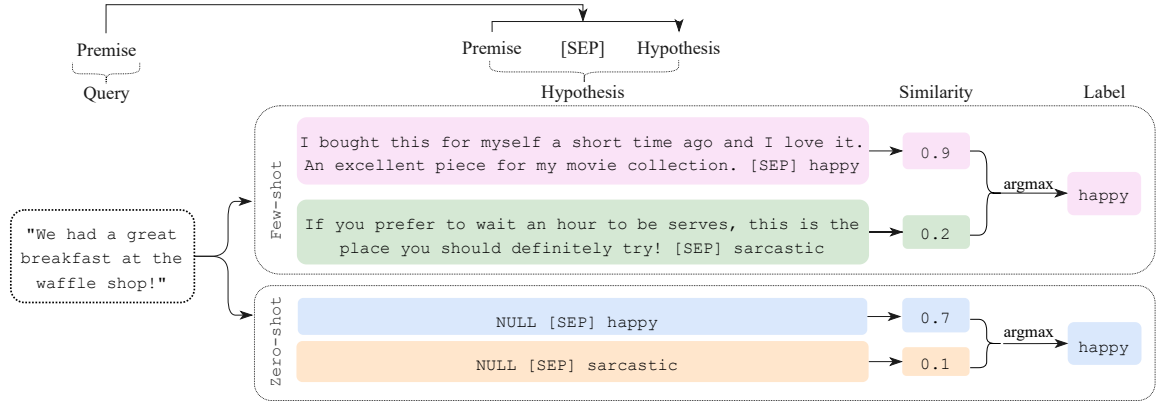 Premise
Query
Premise [SEP] Hypothesis
Hypothesis
Similarity
Label
"We had a great
breakfast at the
waffle shop!"
Few-shot
I bought this for myself a short time ago and I love it.
An excellent piece for my movie collection. [SEP] happy
0.9
If you prefer to wait an hour to be serves, this is the
place you should definitely try! [SEP] sarcastic
0.2
argmax
happy
Zero-shot
NULL [SEP] happy
0.7
NULL [SEP] sarcastic
0.1
argmax
happy